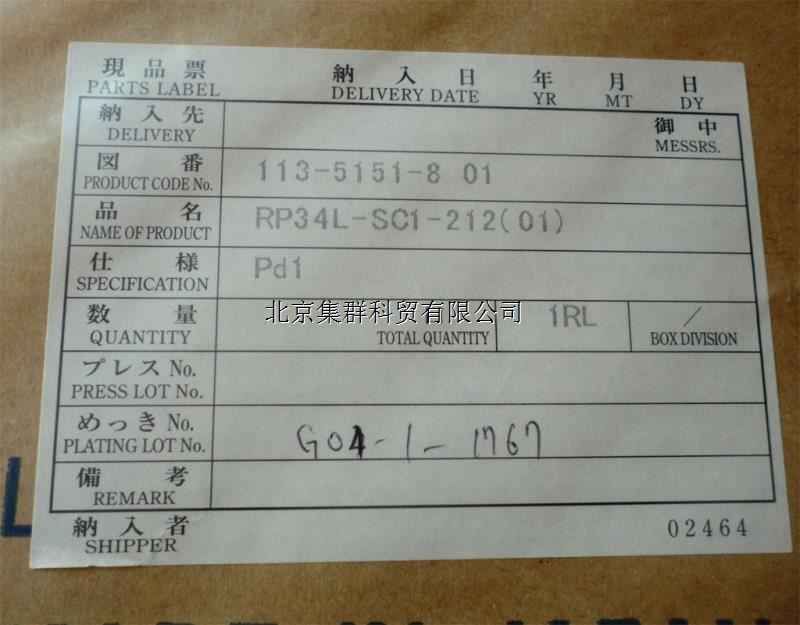 現品票 納入日 年 月 日
PARTS LABEL DELIVERY DATE YR MT DY
納入先 御中
DELIVERY MESSRS.
図番 113-5151-8 01
PRODUCT CODE No.
品名 RP34L-SC1-212(01)
NAME OF PRODUCT
仕様 Pd1
SPECIFICATION
北京集群科贸有限公司
数量 1RL /
QUANTITY TOTAL QUANTITY BOX DIVISION
プレス No.
PRESS LOT No.
めっき No. G04-1-1767
PLATING LOT No.
備考
REMARK
納入者 02464
SHIPPER